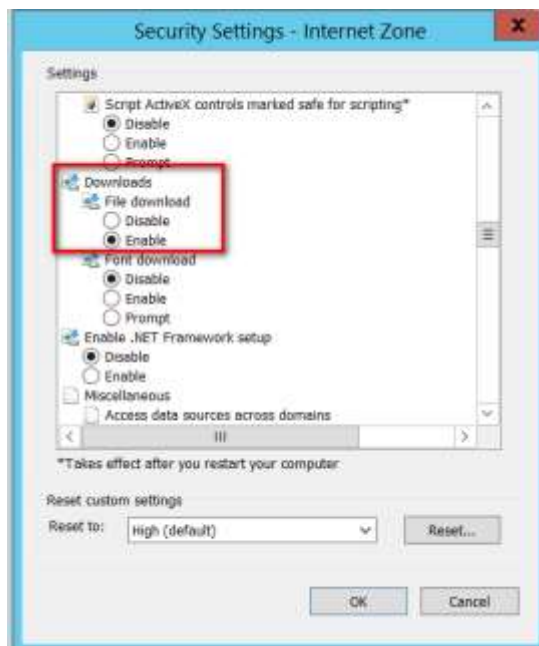 Security Settings - Internet Zone
x
Settings
Script ActiveX controls marked safe for scripting*
Disable
Enable
Prompt
Downloads
File download
Disable
Enable
Font download
Disable
Enable
Prompt
Enable .NET Framework setup
Disable
Enable
Miscellaneous
Access data sources across domains
*Takes effect after you restart your computer
Reset custom settings
Reset to: High (default) Reset...
OK Cancel